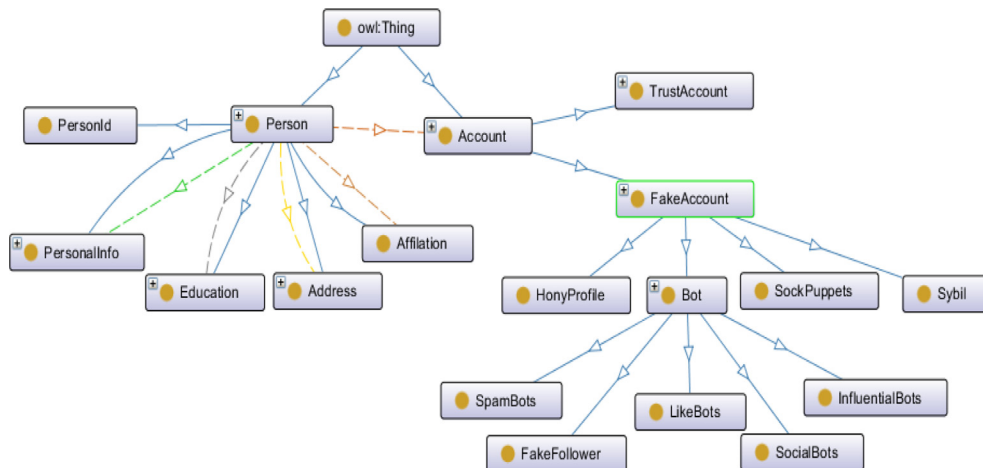 owl:Thing
TrustAccount
PersonId
Person
Account
FakeAccount
PersonalInfo
Affilation
Education
Address
HonyProfile
Bot
SockPuppets
Sybil
SpamBots
LikeBots
InfluentialBots
FakeFollower
SocialBots